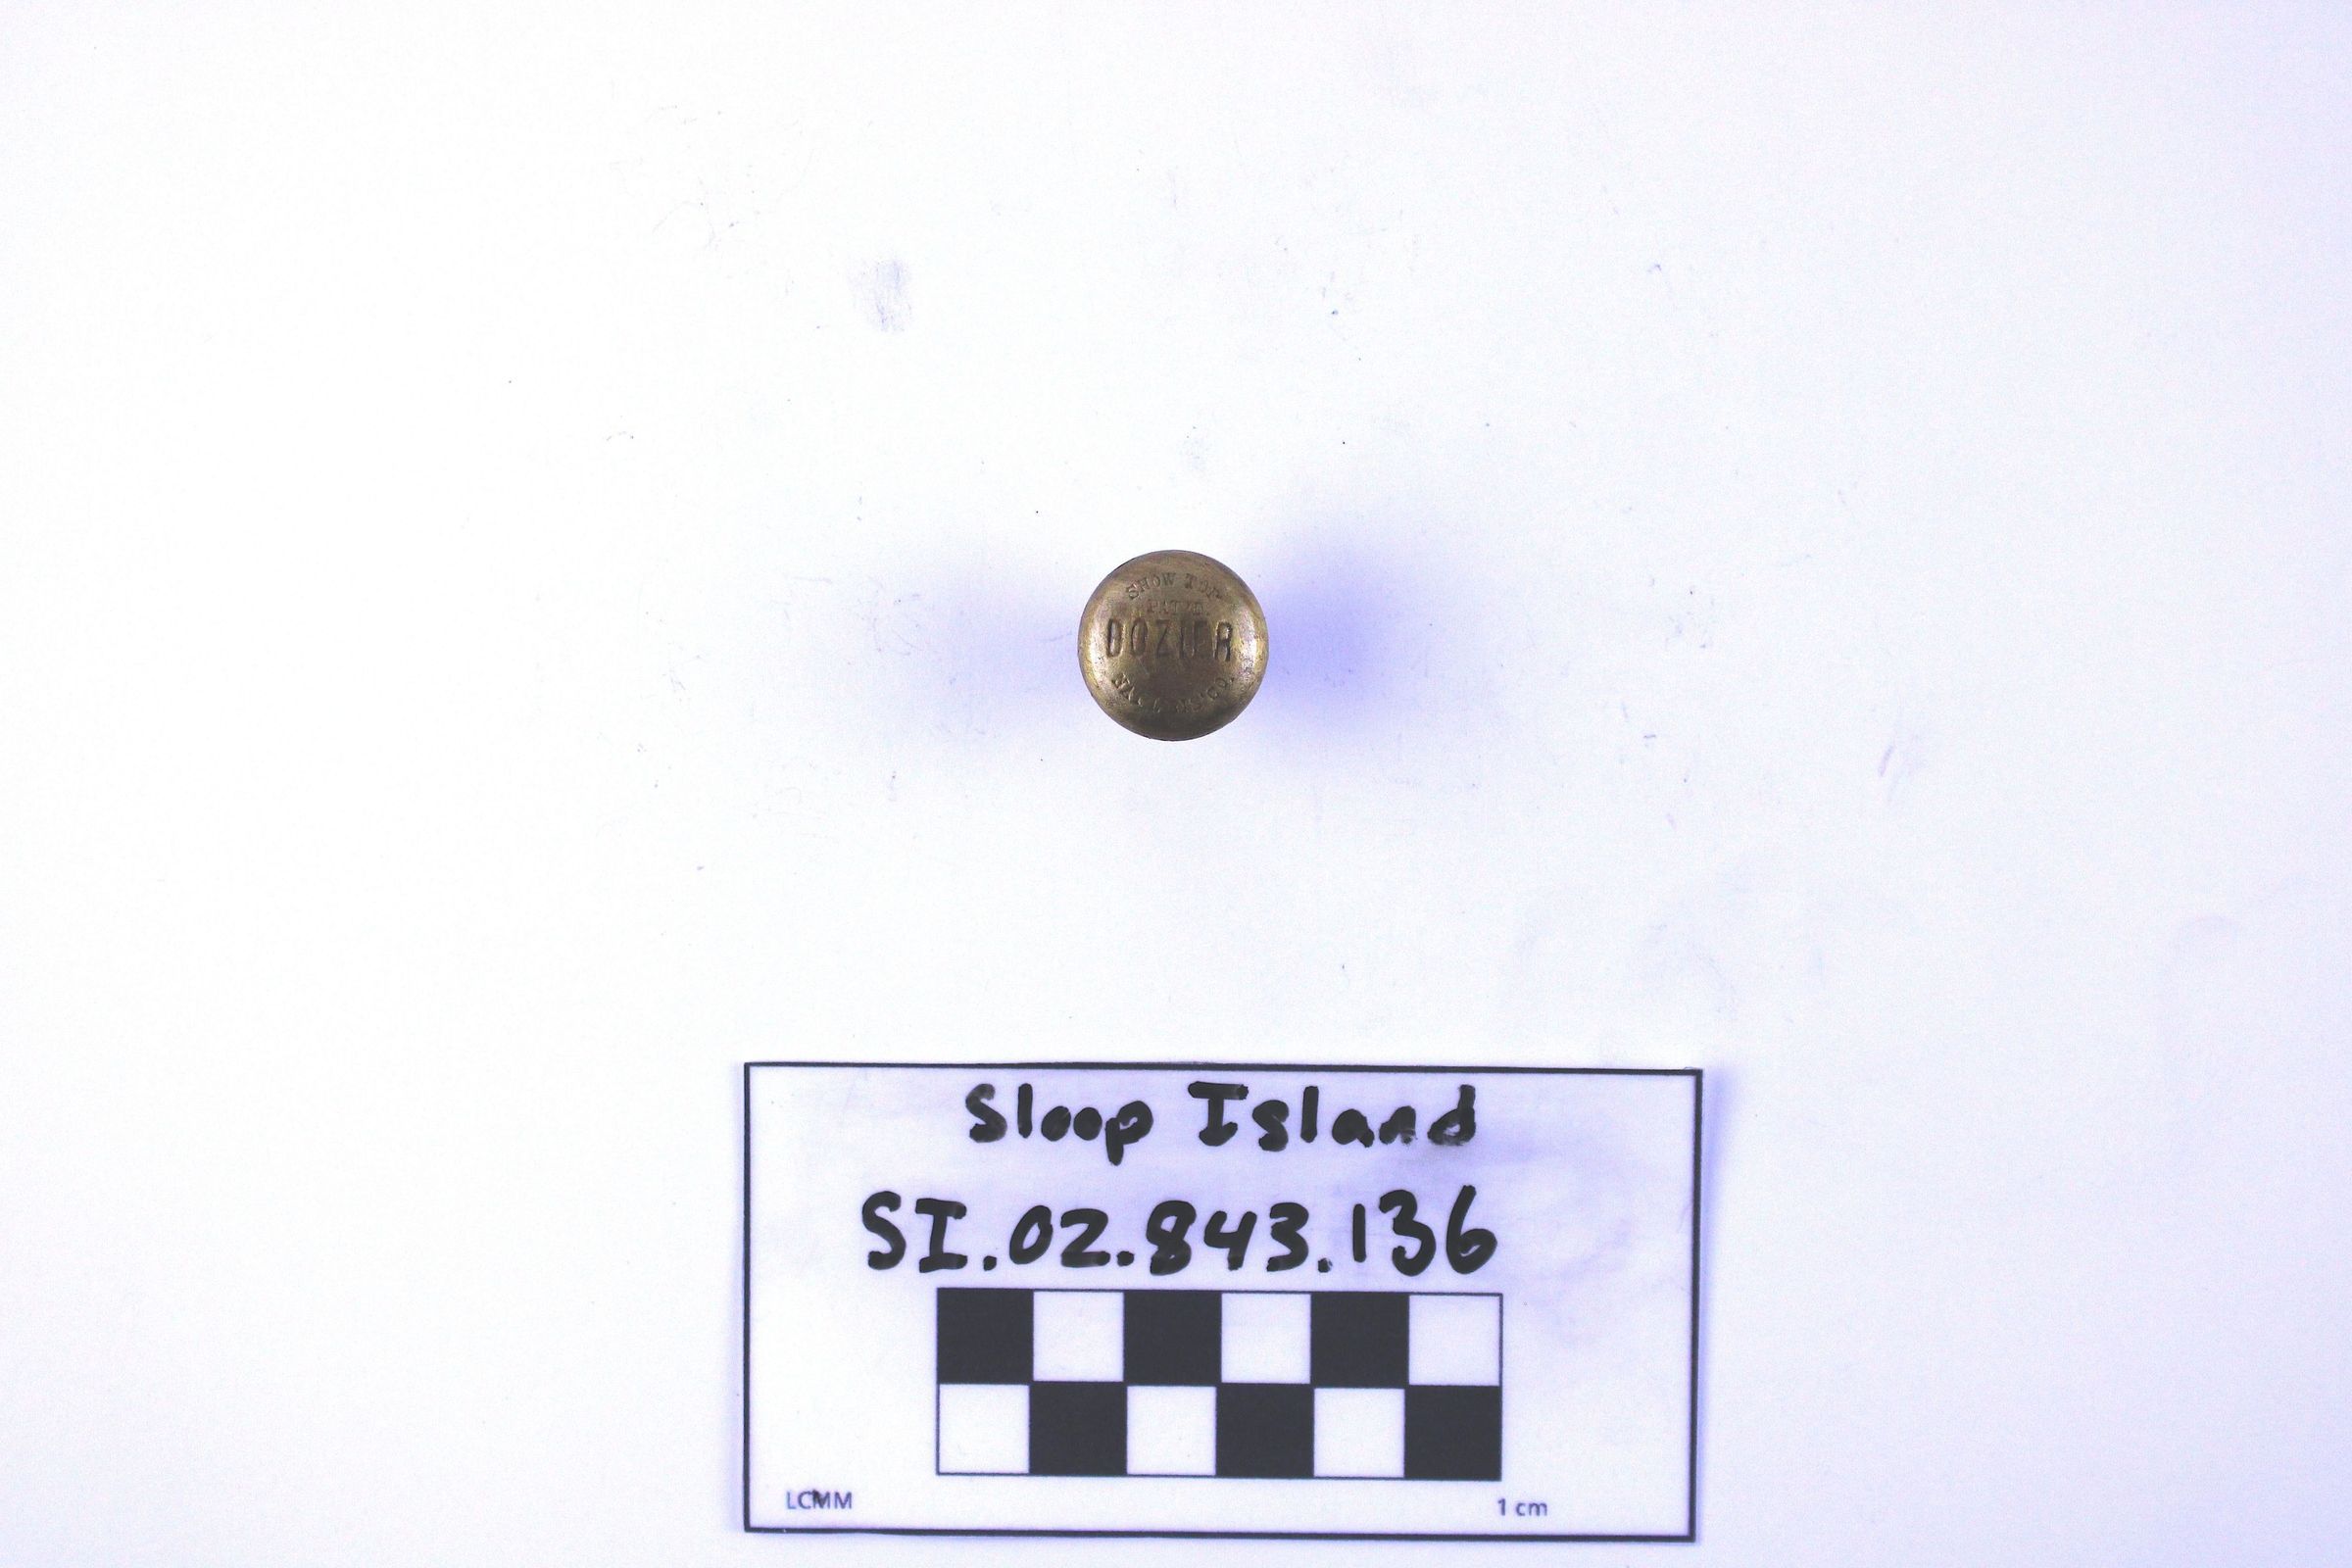 SHOW TOP
DOZIER
Sloop Island
SI.02.843.136
LCMM
1 cm